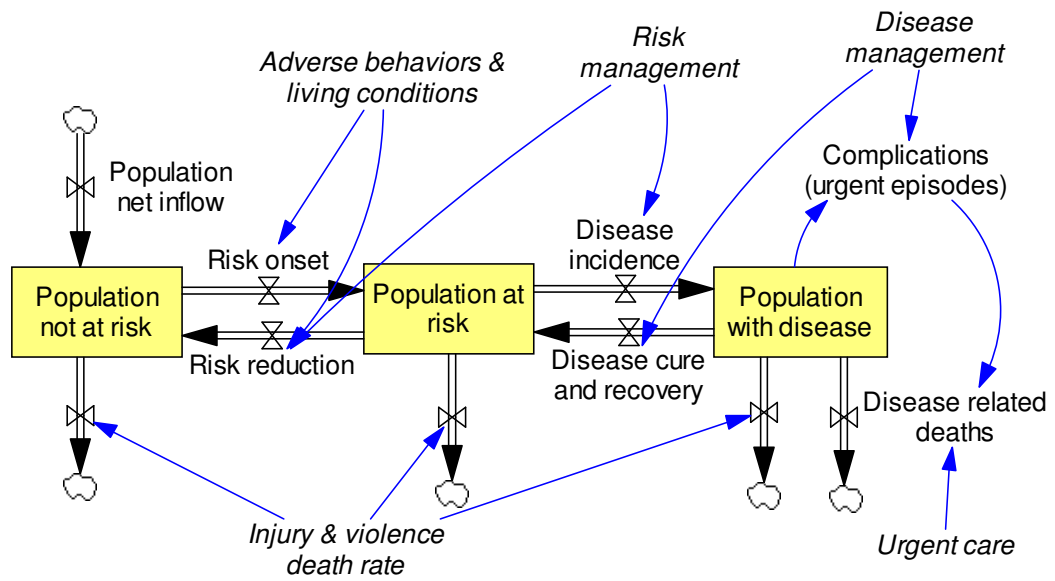 Adverse behaviors &
living conditions
Risk
management
Disease
management
Population
net inflow
Complications
(urgent episodes)
Risk onset
Disease
incidence
Population
not at risk
Population at
risk
Population
with disease
Risk reduction
Disease cure
and recovery
Disease related
deaths
Injury & violence
death rate
Urgent care